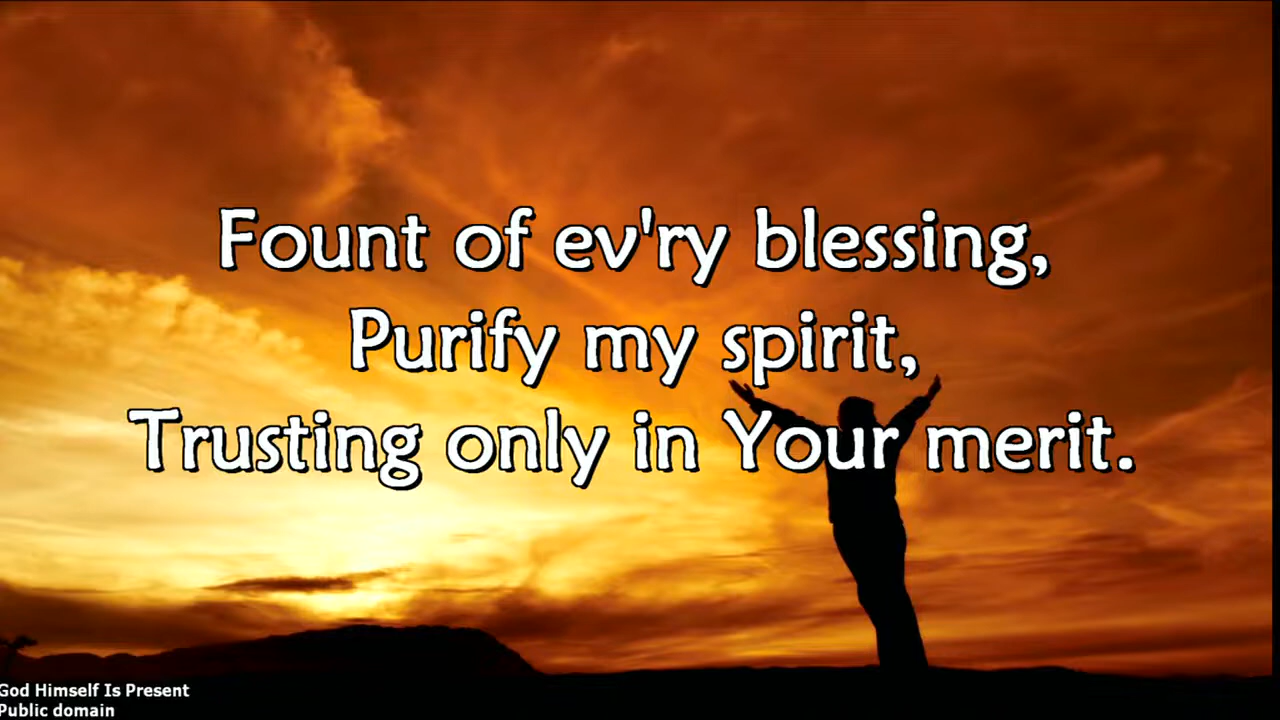 Fount of ev'ry blessing,
Purify my spirit,
Trusting only in Your merit.
God Himself Is Present
Public domain